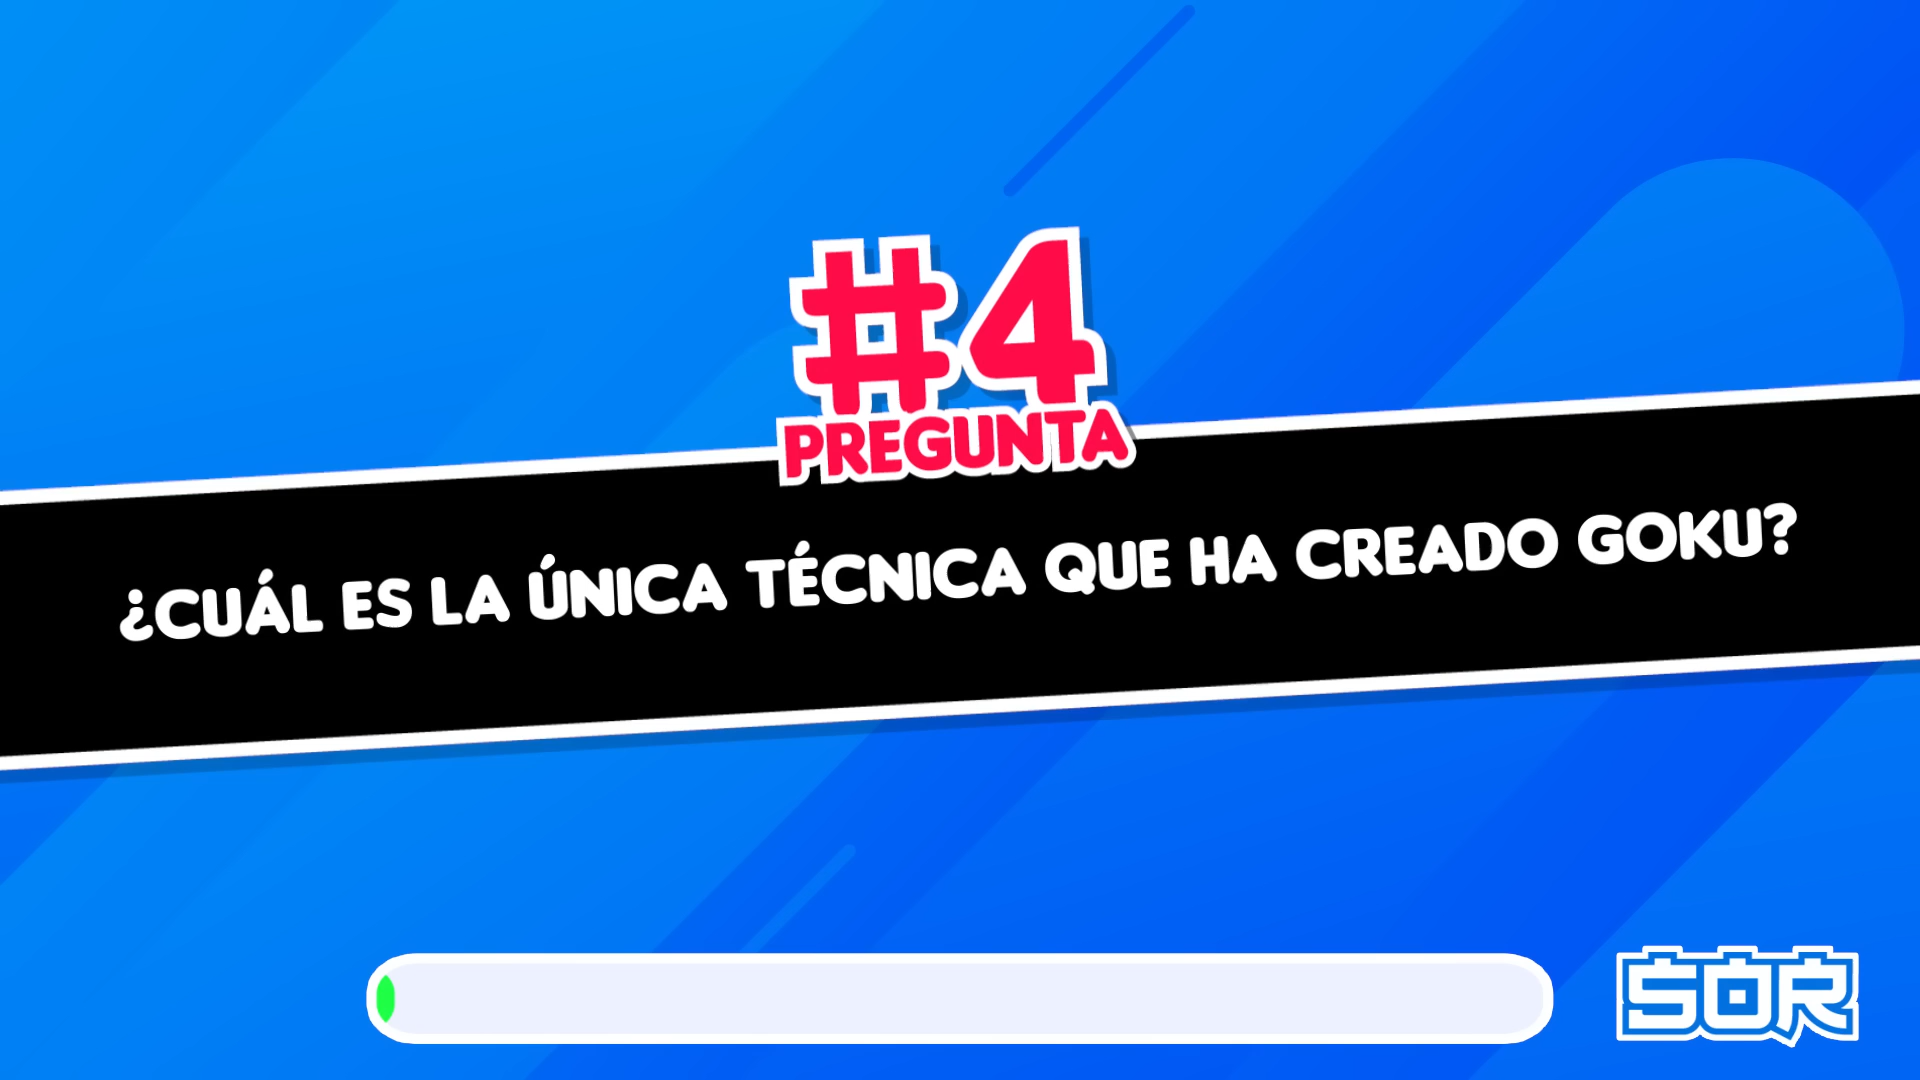 #4
PREGUNTA
¿CUÁL ES LA ÚNICA TÉCNICA QUE HA CREADO GOKU?
SOR